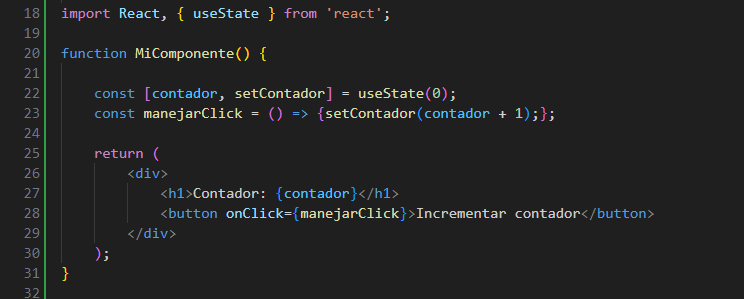 18 import React, { useState } from 'react';
19
20 function MiComponente() {
21
22     const [contador, setContador] = useState(0);
23     const manejarClick = () => {setContador(contador + 1);};
24
25     return (
26         <div>
27             <h1>Contador: {contador}</h1>
28             <button onClick={manejarClick}>Incrementar contador</button>
29         </div>
30     );
31 }
32